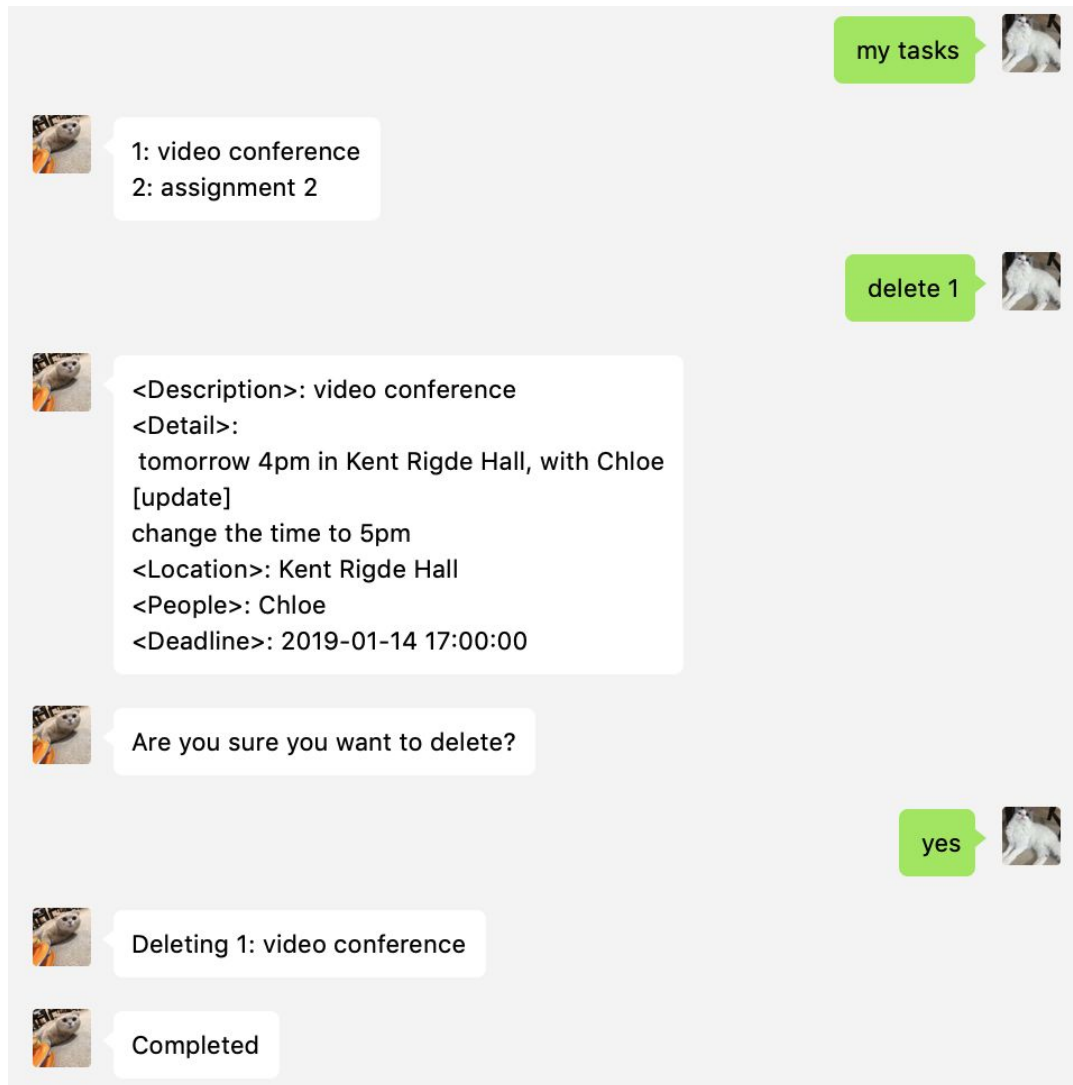 my tasks
1: video conference
2: assignment 2
delete 1
<Description>: video conference
<Detail>:
tomorrow 4pm in Kent Rigde Hall, with Chloe
[update]
change the time to 5pm
<Location>: Kent Rigde Hall
<People>: Chloe
<Deadline>: 2019-01-14 17:00:00
Are you sure you want to delete?
yes
Deleting 1: video conference
Completed